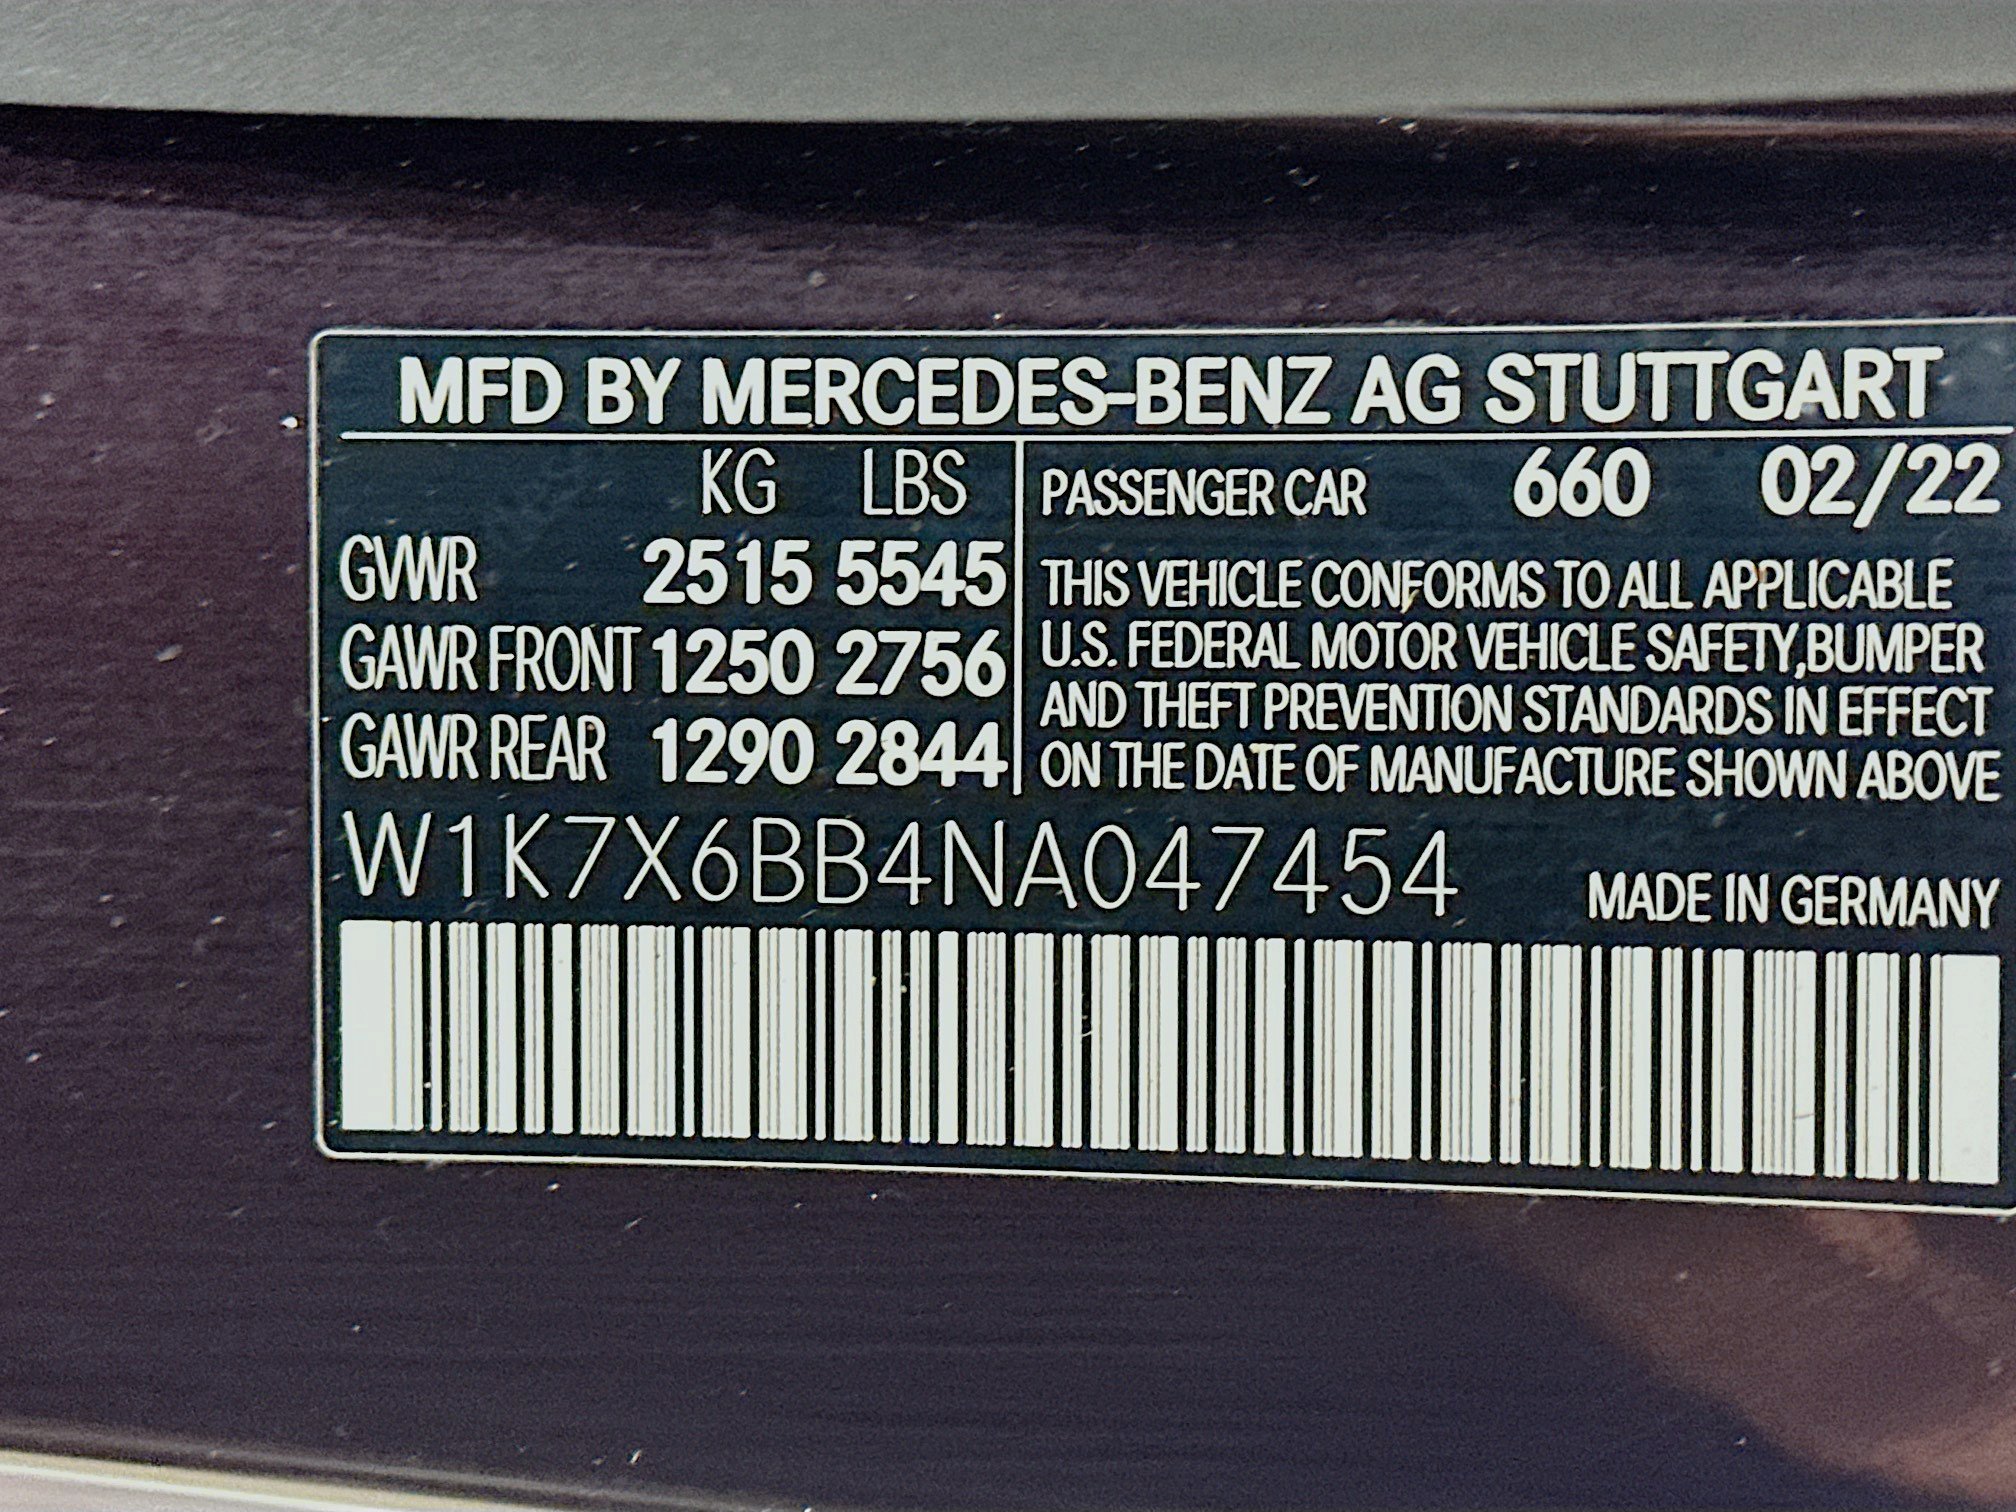 MFD BY MERCEDES-BENZ AG STUTTGART
KG LBS
GVWR 2515 5545
GAWR FRONT 1250 2756
GAWR REAR 1290 2844
PASSENGER CAR 660 02/22
THIS VEHICLE CONFORMS TO ALL APPLICABLE
U.S. FEDERAL MOTOR VEHICLE SAFETY,BUMPER
AND THEFT PREVENTION STANDARDS IN EFFECT
ON THE DATE OF MANUFACTURE SHOWN ABOVE
W1K7X6BB4NA047454
MADE IN GERMANY